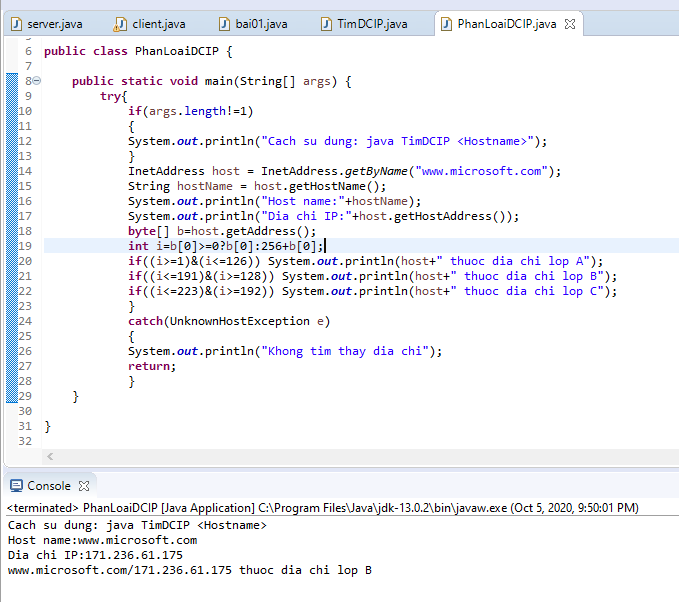 server.java client.java bai01.java TimDCIP.java PhanLoaiDCIP.java
6 public class PhanLoaiDCIP {
7
8 public static void main(String[] args) {
9 try{
10 if(args.length!=1)
11 {
12 System.out.println("Cach su dung: java TimDCIP <Hostname>");
13 }
14 InetAddress host = InetAddress.getByName("www.microsoft.com");
15 String hostName = host.getHostName();
16 System.out.println("Host name:"+hostName);
17 System.out.println("Dia chi IP:"+host.getHostAddress());
18 byte[] b=host.getAddress();
19 int i=b[0]>=0?b[0]:256+b[0];
20 if((i>=1)&(i<=126)) System.out.println(host+" thuoc dia chi lop A");
21 if((i<=191)&(i>=128)) System.out.println(host+" thuoc dia chi lop B");
22 if((i<=223)&(i>=192)) System.out.println(host+" thuoc dia chi lop C");
23 }
24 catch(UnknownHostException e)
25 {
26 System.out.println("Khong tim thay dia chi");
27 return;
28 }
29 }
30
31 }
32
Console
<terminated> PhanLoaiDCIP [Java Application] C:\Program Files\Java\jdk-13.0.2\bin\javaw.exe (Oct 5, 2020, 9:50:01 PM)
Cach su dung: java TimDCIP <Hostname>
Host name:www.microsoft.com
Dia chi IP:171.236.61.175
www.microsoft.com/171.236.61.175 thuoc dia chi lop B